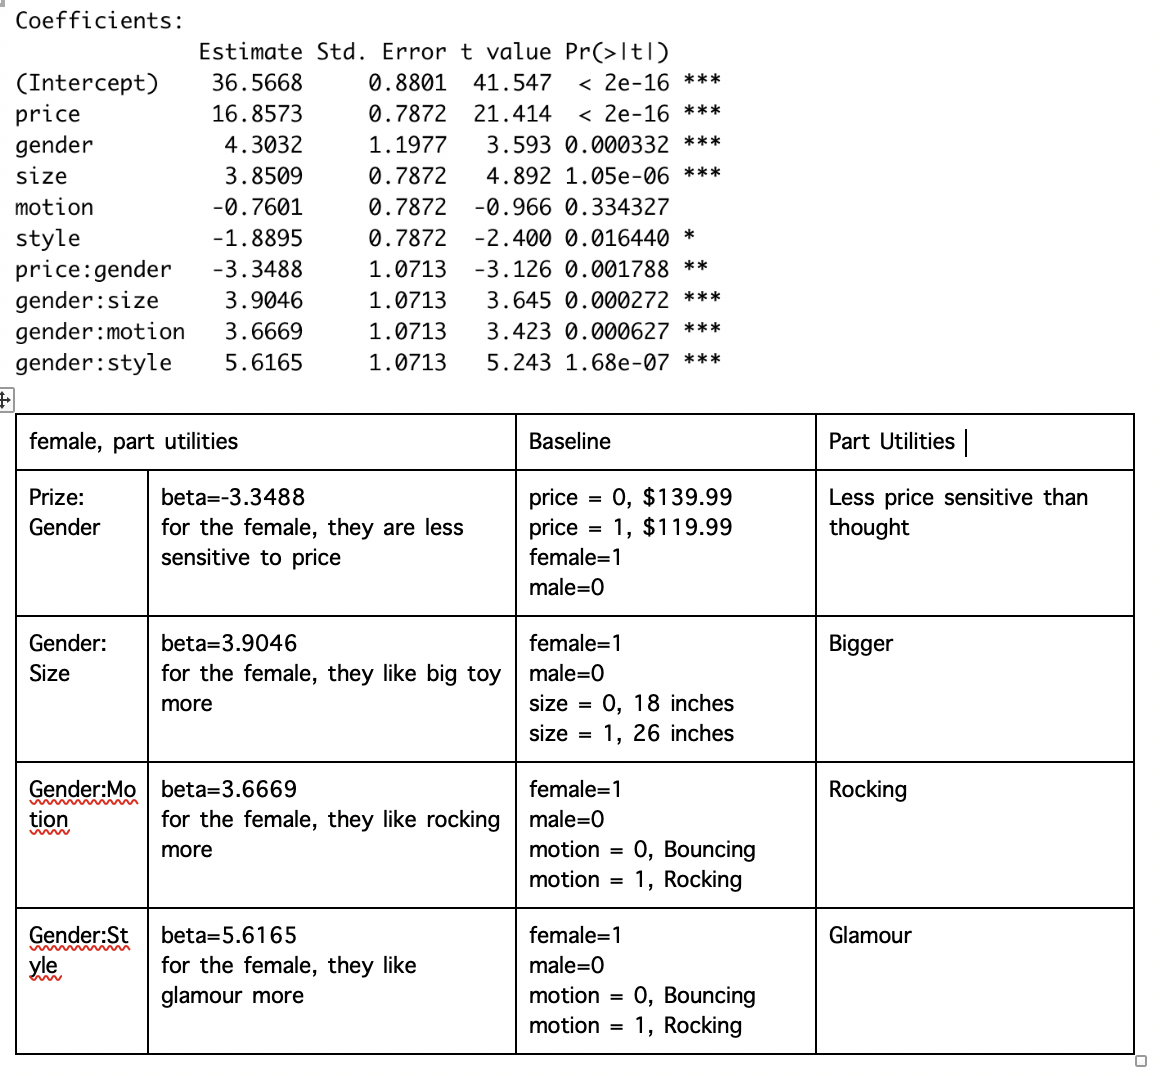 Coefficients:
Estimate Std. Error t value Pr(>|t|)
(Intercept) 36.5668 0.8801 41.547 < 2e-16 ***
price 16.8573 0.7872 21.414 < 2e-16 ***
gender 4.3032 1.1977 3.593 0.000332 ***
size 3.8509 0.7872 4.892 1.05e-06 ***
motion -0.7601 0.7872 -0.966 0.334327
style -1.8895 0.7872 -2.400 0.016440 *
price:gender -3.3488 1.0713 -3.126 0.001788 **
gender:size 3.9046 1.0713 3.645 0.000272 ***
gender:motion 3.6669 1.0713 3.423 0.000627 ***
gender:style 5.6165 1.0713 5.243 1.68e-07 ***
female, part utilities
Baseline
Part Utilities
Prize:
Gender
beta=-3.3488
for the female, they are less
sensitive to price
price = 0, $139.99
price = 1, $119.99
female=1
male=0
Less price sensitive than
thought
Gender:
Size
beta=3.9046
for the female, they like big toy
more
female=1
male=0
size = 0, 18 inches
size = 1, 26 inches
Bigger
Gender:Mo
tion
beta=3.6669
for the female, they like rocking
more
female=1
male=0
motion = 0, Bouncing
motion = 1, Rocking
Rocking
Gender:St
yle
beta=5.6165
for the female, they like
glamour more
female=1
male=0
motion = 0, Bouncing
motion = 1, Rocking
Glamour